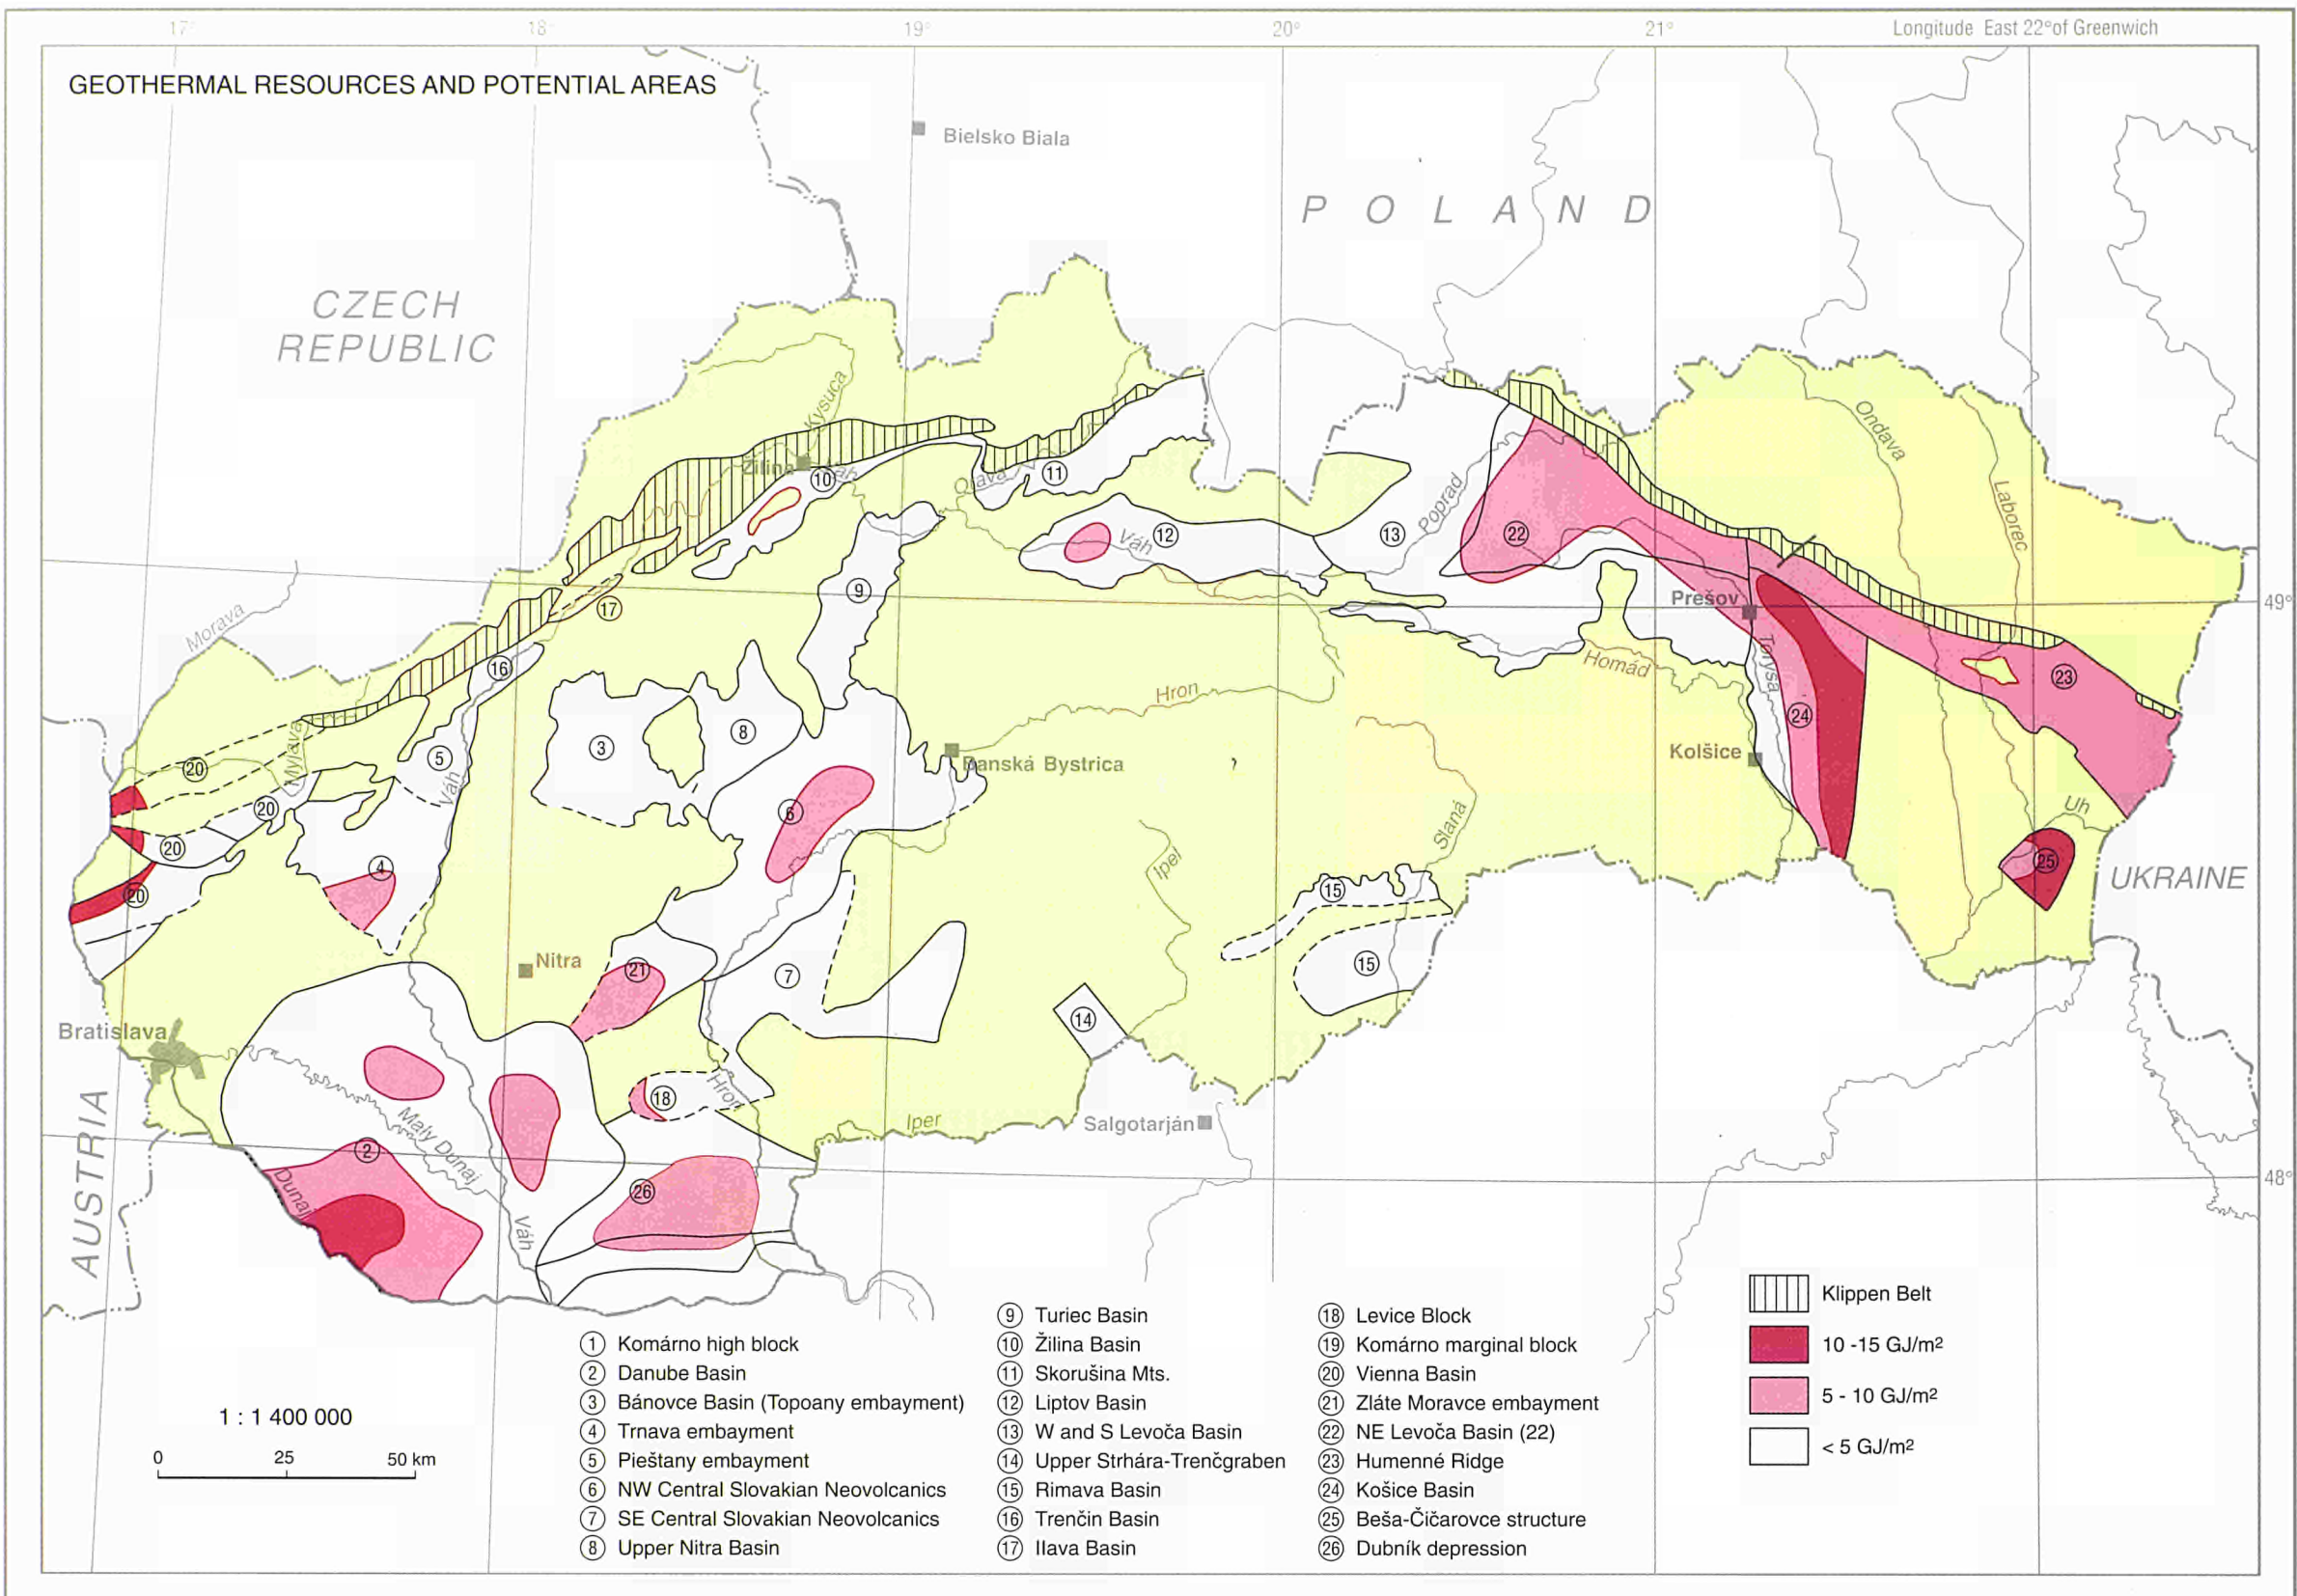 17°
18°
19°
20°
21°
Longitude East 22° of Greenwich
GEOTHERMAL RESOURCES AND POTENTIAL AREAS
Bielsko Biala
POLAND
CZECH
REPUBLIC
Kysuca
Žilina
Váh
10
Orava
11
Poprad
Ondava
Laborec
Váh
12
13
22
9
17
Morava
Prešov
49°
16
Hron
Hornád
Torysa
23
24
3
8
5
Myjava
20
Váh
Banská Bystrica
Kolšice
6
20
20
4
20
Ipel
Slaná
15
Uh
25
UKRAINE
Nitra
21
7
15
14
Bratislava
Hron
18
Maly Dunaj
Iper
Salgotarján
AUSTRIA
2
Dunaj
26
Váh
48°
1 : 1 400 000
0 25 50 km
1 Komárno high block
2 Danube Basin
3 Bánovce Basin (Topoany embayment)
4 Trnava embayment
5 Pieštany embayment
6 NW Central Slovakian Neovolcanics
7 SE Central Slovakian Neovolcanics
8 Upper Nitra Basin
9 Turiec Basin
10 Žilina Basin
11 Skorušina Mts.
12 Liptov Basin
13 W and S Levoča Basin
14 Upper Strhára-Trenčgraben
15 Rimava Basin
16 Trenčin Basin
17 Ilava Basin
18 Levice Block
19 Komárno marginal block
20 Vienna Basin
21 Zláte Moravce embayment
22 NE Levoča Basin (22)
23 Humenné Ridge
24 Košice Basin
25 Beša-Čičarovce structure
26 Dubník depression
Klippen Belt
10 -15 GJ/m²
5 - 10 GJ/m²
< 5 GJ/m²